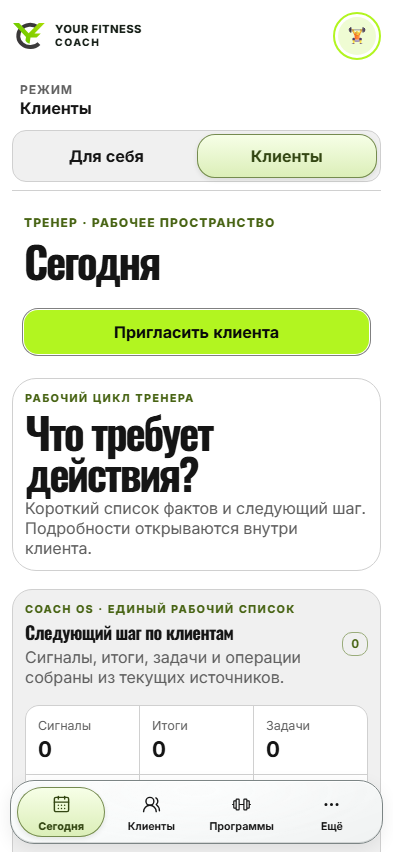 YOUR FITNESS
COACH
РЕЖИМ
Клиенты
Для себя
Клиенты
ТРЕНЕР · РАБОЧЕЕ ПРОСТРАНСТВО
Сегодня
Пригласить клиента
РАБОЧИЙ ЦИКЛ ТРЕНЕРА
Что требует
действия?
Короткий список фактов и следующий шаг.
Подробности открываются внутри
клиента.
COACH OS · ЕДИНЫЙ РАБОЧИЙ СПИСОК
Следующий шаг по клиентам
0
Сигналы, итоги, задачи и операции
собраны из текущих источников.
Сигналы
Итоги
Задачи
0
0
0
Сегодня
Клиенты
Программы
Ещё